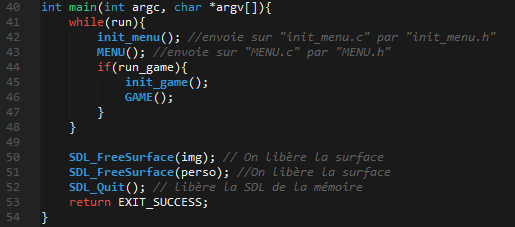 40 int main(int argc, char *argv[]){
41 while(run){
42 init_menu(); //envoie sur "init_menu.c" par "init_menu.h"
43 MENU(); //envoie sur "MENU.c" par "MENU.h"
44 if(run_game){
45 init_game();
46 GAME();
47 }
48 }
49
50 SDL_FreeSurface(img); // On libère la surface
51 SDL_FreeSurface(perso); //On libère la surface
52 SDL_Quit(); // libère la SDL de la mémoire
53 return EXIT_SUCCESS;
54 }